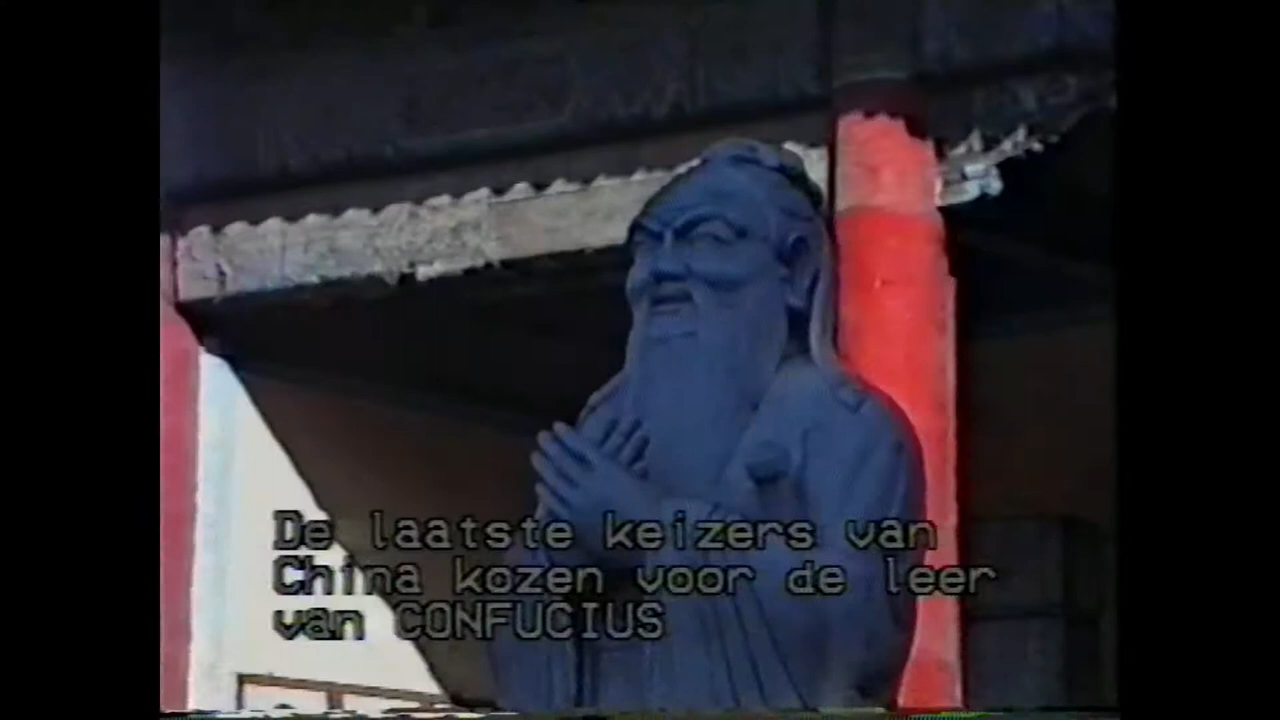 De laatste keizers van
China kozen voor de leer
van CONFUCIUS